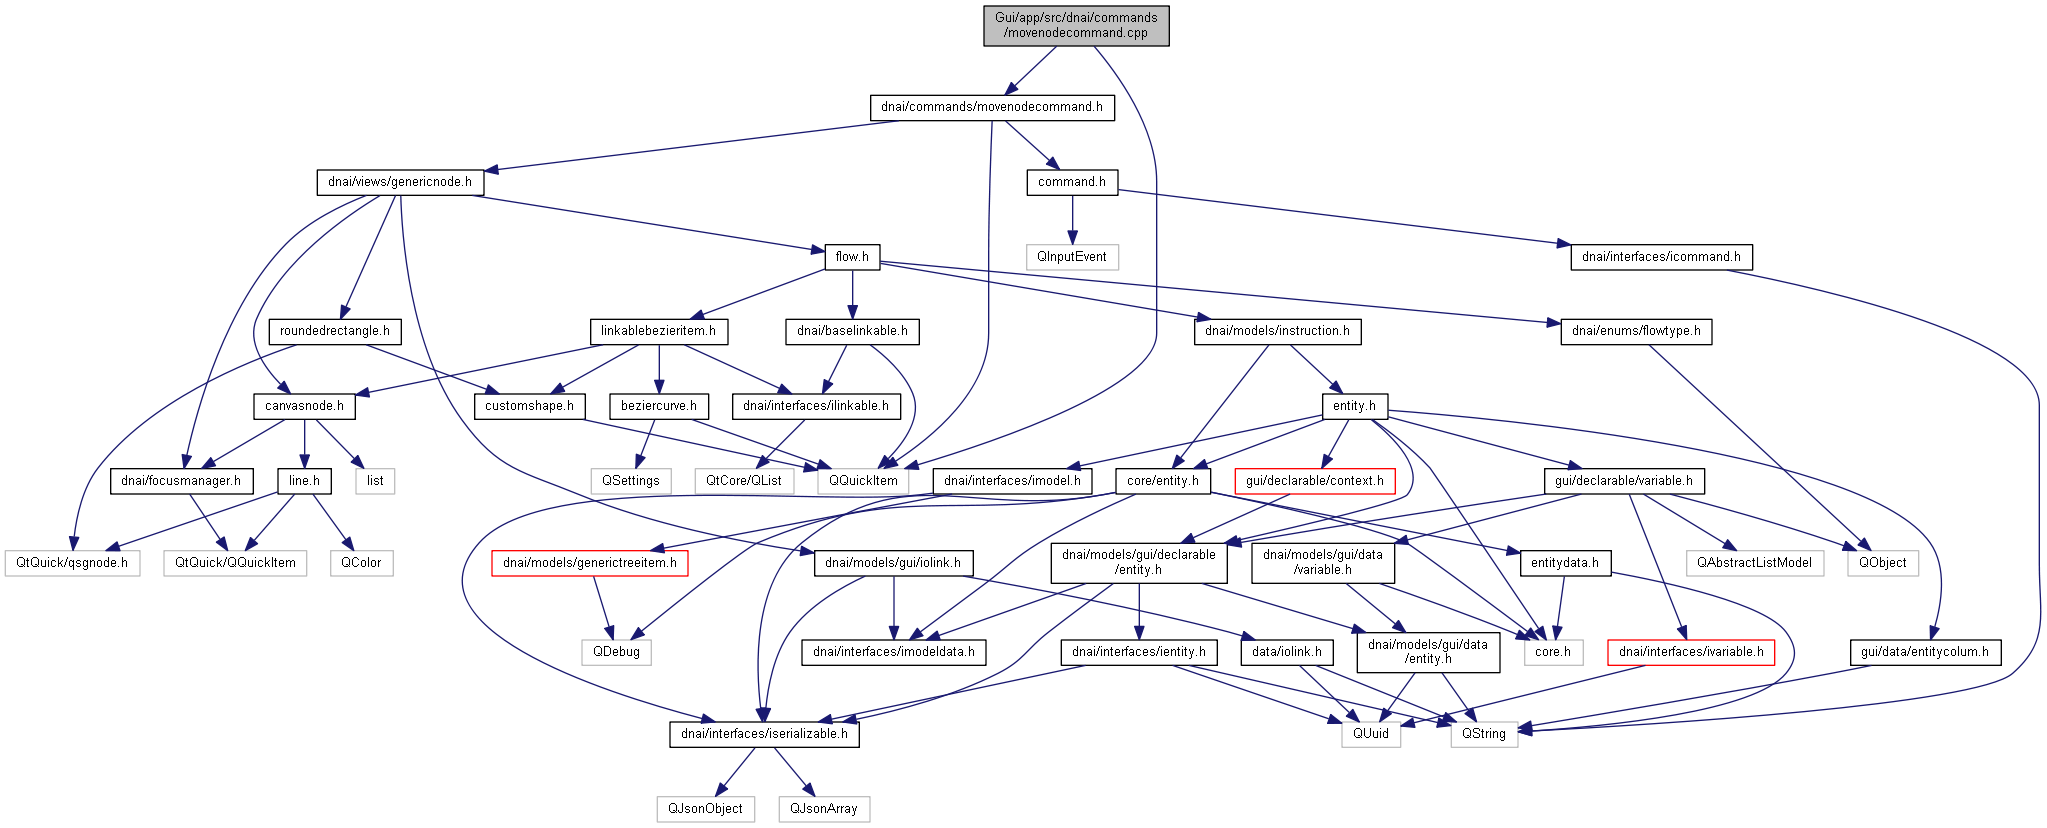 Gui/app/src/dnai/commands
/movenodecommand.cpp
dnai/commands/movenodecommand.h
dnai/views/genericnode.h
command.h
flow.h
QInputEvent
dnai/interfaces/icommand.h
roundedrectangle.h
linkablebezieritem.h
dnai/baselinkable.h
dnai/models/instruction.h
dnai/enums/flowtype.h
canvasnode.h
customshape.h
beziercurve.h
dnai/interfaces/ilinkable.h
entity.h
dnai/focusmanager.h
line.h
list
QSettings
QtCore/QList
QQuickItem
dnai/interfaces/imodel.h
core/entity.h
gui/declarable/context.h
gui/declarable/variable.h
QtQuick/qsgnode.h
QtQuick/QQuickItem
QColor
dnai/models/generictreeitem.h
dnai/models/gui/iolink.h
dnai/models/gui/declarable
/entity.h
dnai/models/gui/data
/variable.h
entitydata.h
QAbstractListModel
QObject
QDebug
dnai/interfaces/imodeldata.h
dnai/interfaces/ientity.h
data/iolink.h
dnai/models/gui/data
/entity.h
core.h
dnai/interfaces/ivariable.h
gui/data/entitycolum.h
dnai/interfaces/iserializable.h
QUuid
QString
QJsonObject
QJsonArray